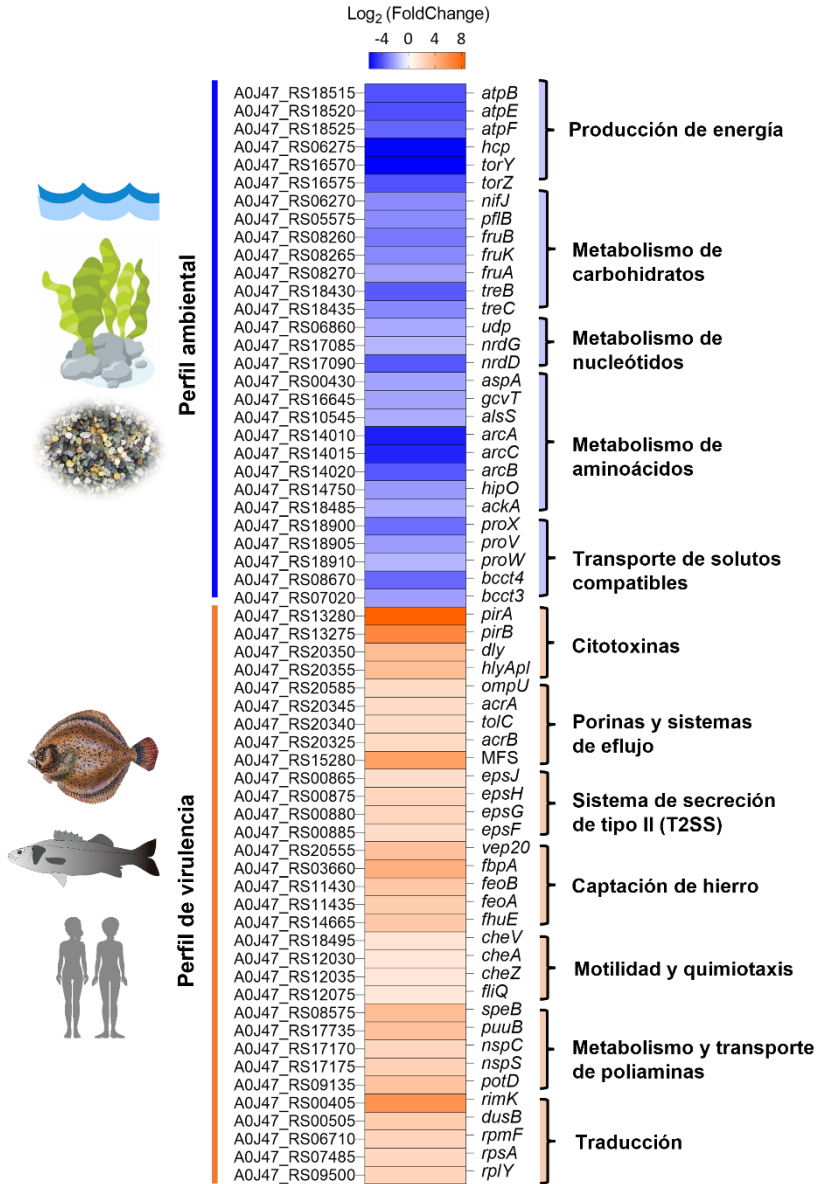 Log2 (FoldChange)
-4 0 4 8
A0J47_RS18515 atpB
A0J47_RS18520 atpE
A0J47_RS18525 atpF
A0J47_RS06275 hcp
A0J47_RS16570 torY
A0J47_RS16575 torZ
Producción de energía
A0J47_RS06270 nifJ
A0J47_RS05575 pflB
A0J47_RS08260 fruB
A0J47_RS08265 fruK
A0J47_RS08270 fruA
A0J47_RS18430 treB
A0J47_RS18435 treC
Metabolismo de
carbohidratos
A0J47_RS06860 udp
A0J47_RS17085 nrdG
A0J47_RS17090 nrdD
Metabolismo de
nucleótidos
A0J47_RS00430 aspA
A0J47_RS16645 gcvT
A0J47_RS10545 alsS
A0J47_RS14010 arcA
A0J47_RS14015 arcC
A0J47_RS14020 arcB
A0J47_RS14750 hipO
A0J47_RS18485 ackA
Metabolismo de
aminoácidos
A0J47_RS18900 proX
A0J47_RS18905 proV
A0J47_RS18910 proW
A0J47_RS08670 bcct4
A0J47_RS07020 bcct3
Transporte de solutos
compatibles
Perfil ambiental
A0J47_RS13280 pirA
A0J47_RS13275 pirB
A0J47_RS20350 dly
A0J47_RS20355 hlyApl
Citotoxinas
A0J47_RS20585 ompU
A0J47_RS20345 acrA
A0J47_RS20340 tolC
A0J47_RS20325 acrB
A0J47_RS15280 MFS
Porinas y sistemas
de eflujo
A0J47_RS00865 epsJ
A0J47_RS00875 epsH
A0J47_RS00880 epsG
A0J47_RS00885 epsF
Sistema de secreción
de tipo II (T2SS)
A0J47_RS20555 vep20
A0J47_RS03660 fbpA
A0J47_RS11430 feoB
A0J47_RS11435 feoA
A0J47_RS14665 fhuE
Captación de hierro
A0J47_RS18495 cheV
A0J47_RS12030 cheA
A0J47_RS12035 cheZ
A0J47_RS12075 fliQ
Motilidad y quimiotaxis
A0J47_RS08575 speB
A0J47_RS17735 puuB
A0J47_RS17170 nspC
A0J47_RS17175 nspS
A0J47_RS09135 potD
Metabolismo y transporte
de poliaminas
A0J47_RS00405 rimK
A0J47_RS00505 dusB
A0J47_RS06710 rpmF
A0J47_RS07485 rpsA
A0J47_RS09500 rplY
Traducción
Perfil de virulencia